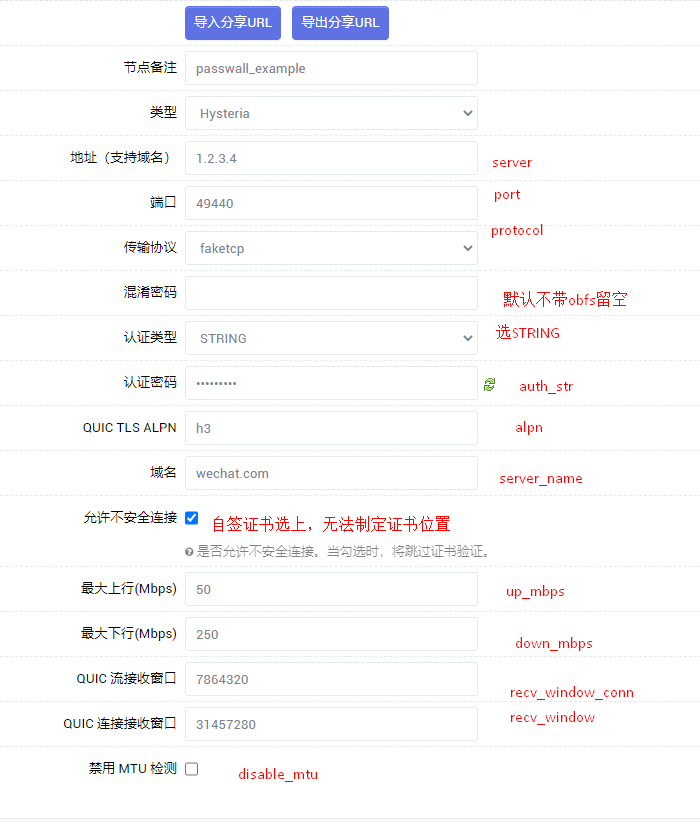 导入分享URL 导出分享URL
节点备注 passwall_example
类型 Hysteria
地址（支持域名） 1.2.3.4 server
端口 49440 port
传输协议 faketcp protocol
混淆密码 默认不带obfs留空
认证类型 STRING 选STRING
认证密码 ••••••••• auth_str
QUIC TLS ALPN h3 alpn
域名 wechat.com server_name
允许不安全连接 自签证书选上，无法制定证书位置
是否允许不安全连接。当勾选时，将跳过证书验证。
最大上行(Mbps) 50 up_mbps
最大下行(Mbps) 250 down_mbps
QUIC 流接收窗口 7864320 recv_window_conn
QUIC 连接接收窗口 31457280 recv_window
禁用 MTU 检测 disable_mtu